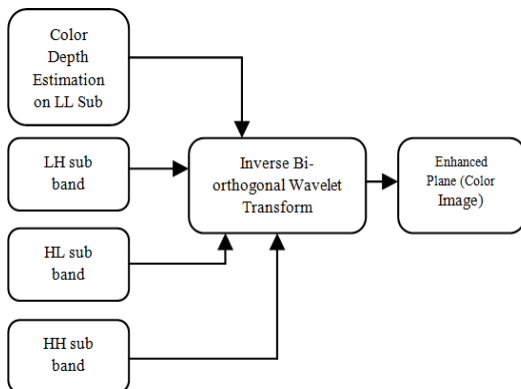 Color
Depth
Estimation
on LL Sub
LH sub
band
Inverse Bi-
orthogonal Wavelet
Transform
Enhanced
Plane (Color
Image)
HL sub
band
HH sub
band